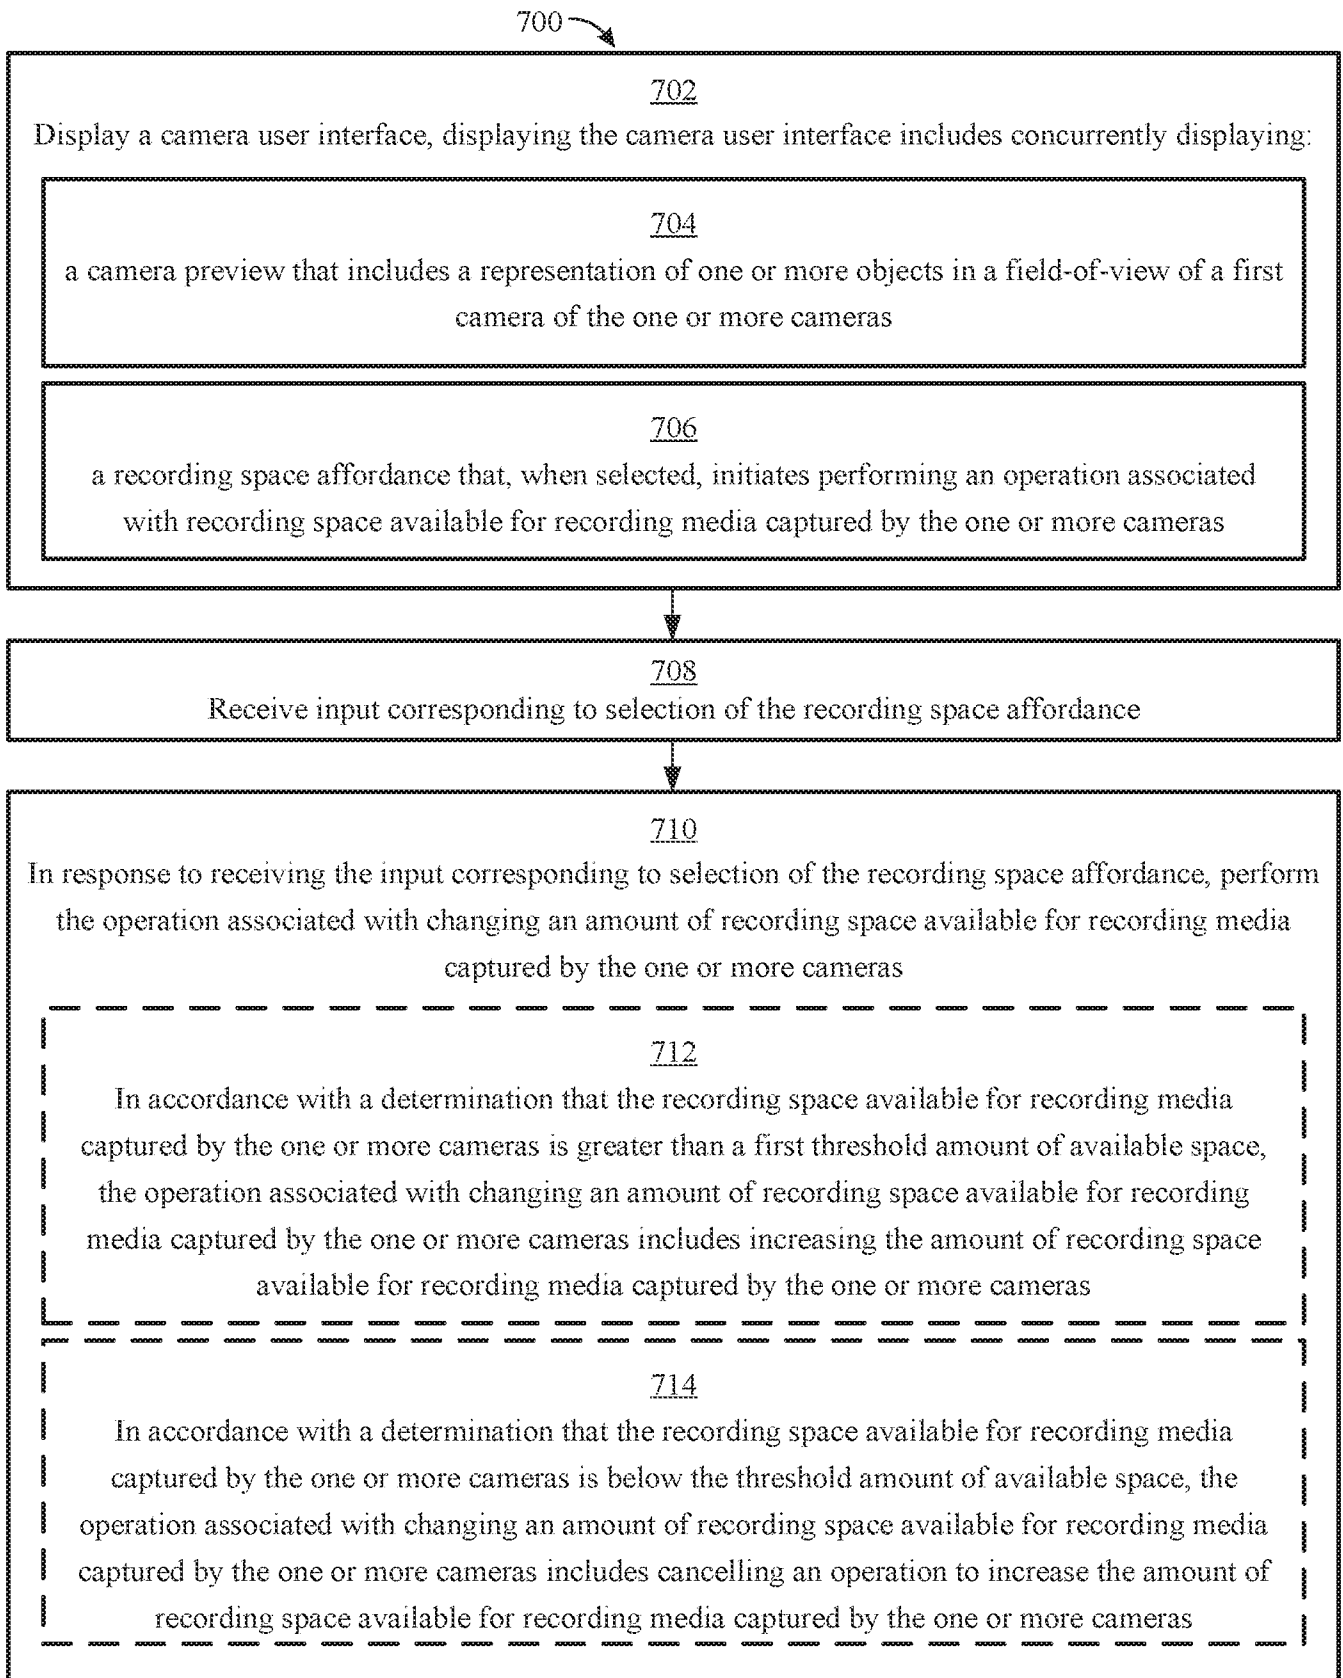 700
702
Display a camera user interface, displaying the camera user interface includes concurrently displaying:
704
a camera preview that includes a representation of one or more objects in a field-of-view of a first
camera of the one or more cameras
706
a recording space affordance that, when selected, initiates performing an operation associated
with recording space available for recording media captured by the one or more cameras
708
Receive input corresponding to selection of the recording space affordance
710
In response to receiving the input corresponding to selection of the recording space affordance, perform
the operation associated with changing an amount of recording space available for recording media
captured by the one or more cameras
712
In accordance with a determination that the recording space available for recording media
captured by the one or more cameras is greater than a first threshold amount of available space,
the operation associated with changing an amount of recording space available for recording
media captured by the one or more cameras includes increasing the amount of recording space
available for recording media captured by the one or more cameras
714
In accordance with a determination that the recording space available for recording media
captured by the one or more cameras is below the threshold amount of available space, the
operation associated with changing an amount of recording space available for recording media
captured by the one or more cameras includes cancelling an operation to increase the amount of
recording space available for recording media captured by the one or more cameras